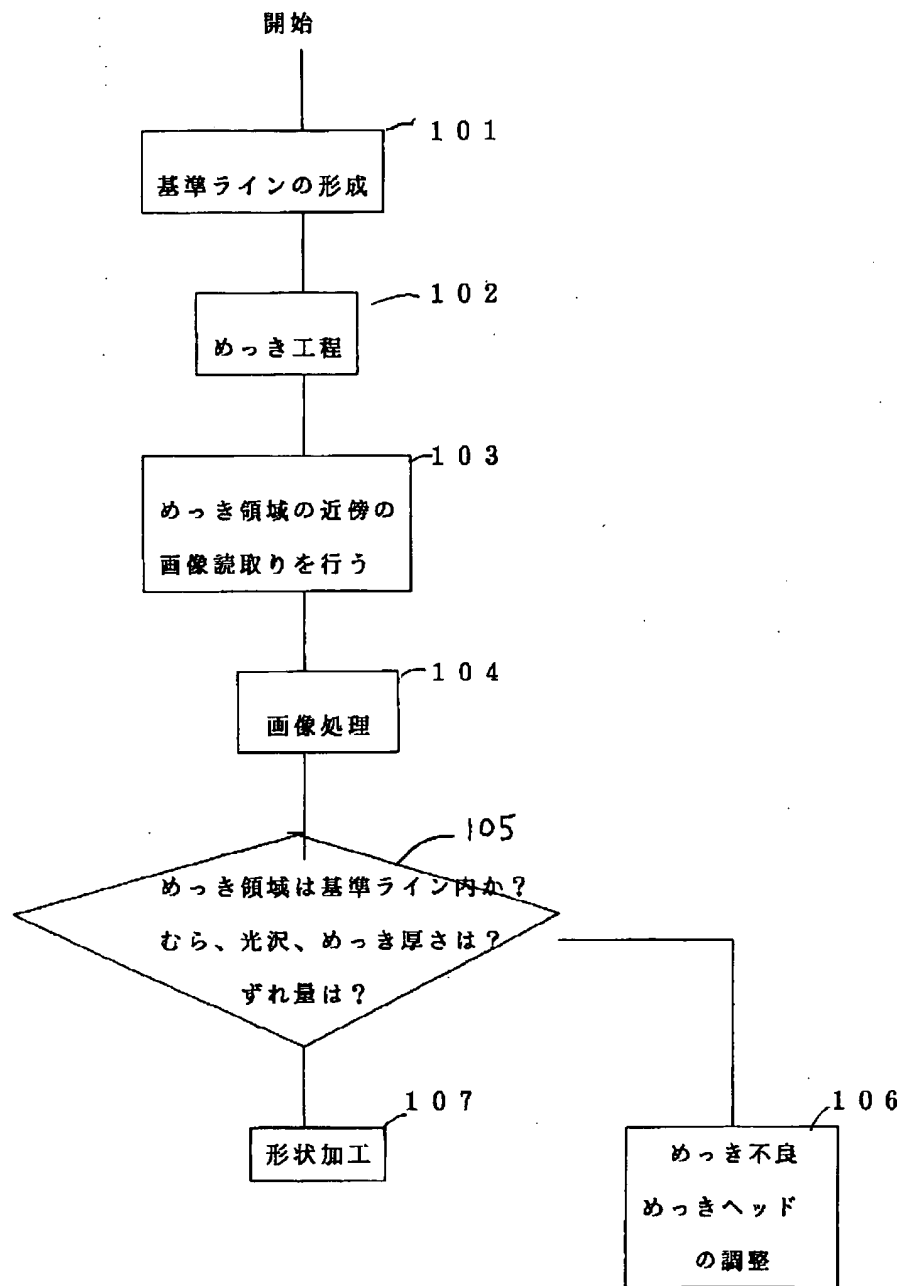 開始
101
基準ラインの形成
102
めっき工程
103
めっき領域の近傍の
画像読取りを行う
104
画像処理
105
めっき領域は基準ライン内か?
むら、光沢、めっき厚さは?
ずれ量は?
107
形状加工
106
めっき不良
めっきヘッド
の調整